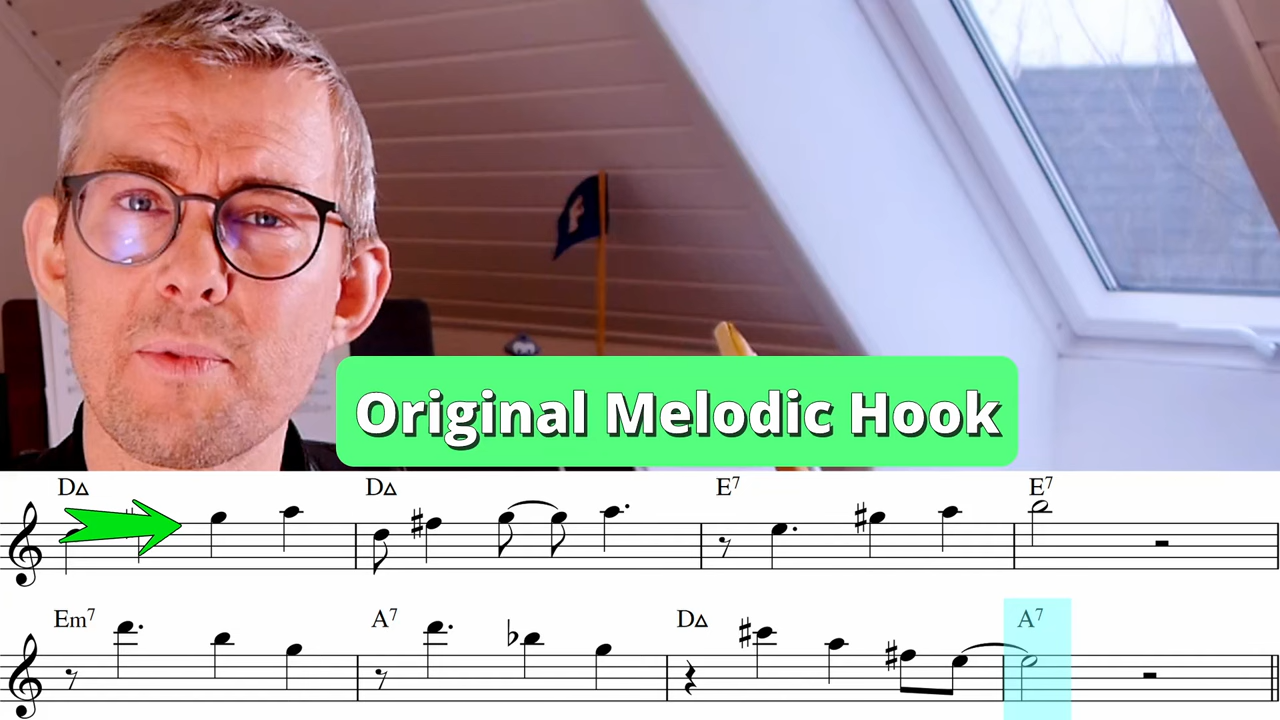 F
Original Melodic Hook
D△ D△ E7 E7
Em7 A7 D△ A7